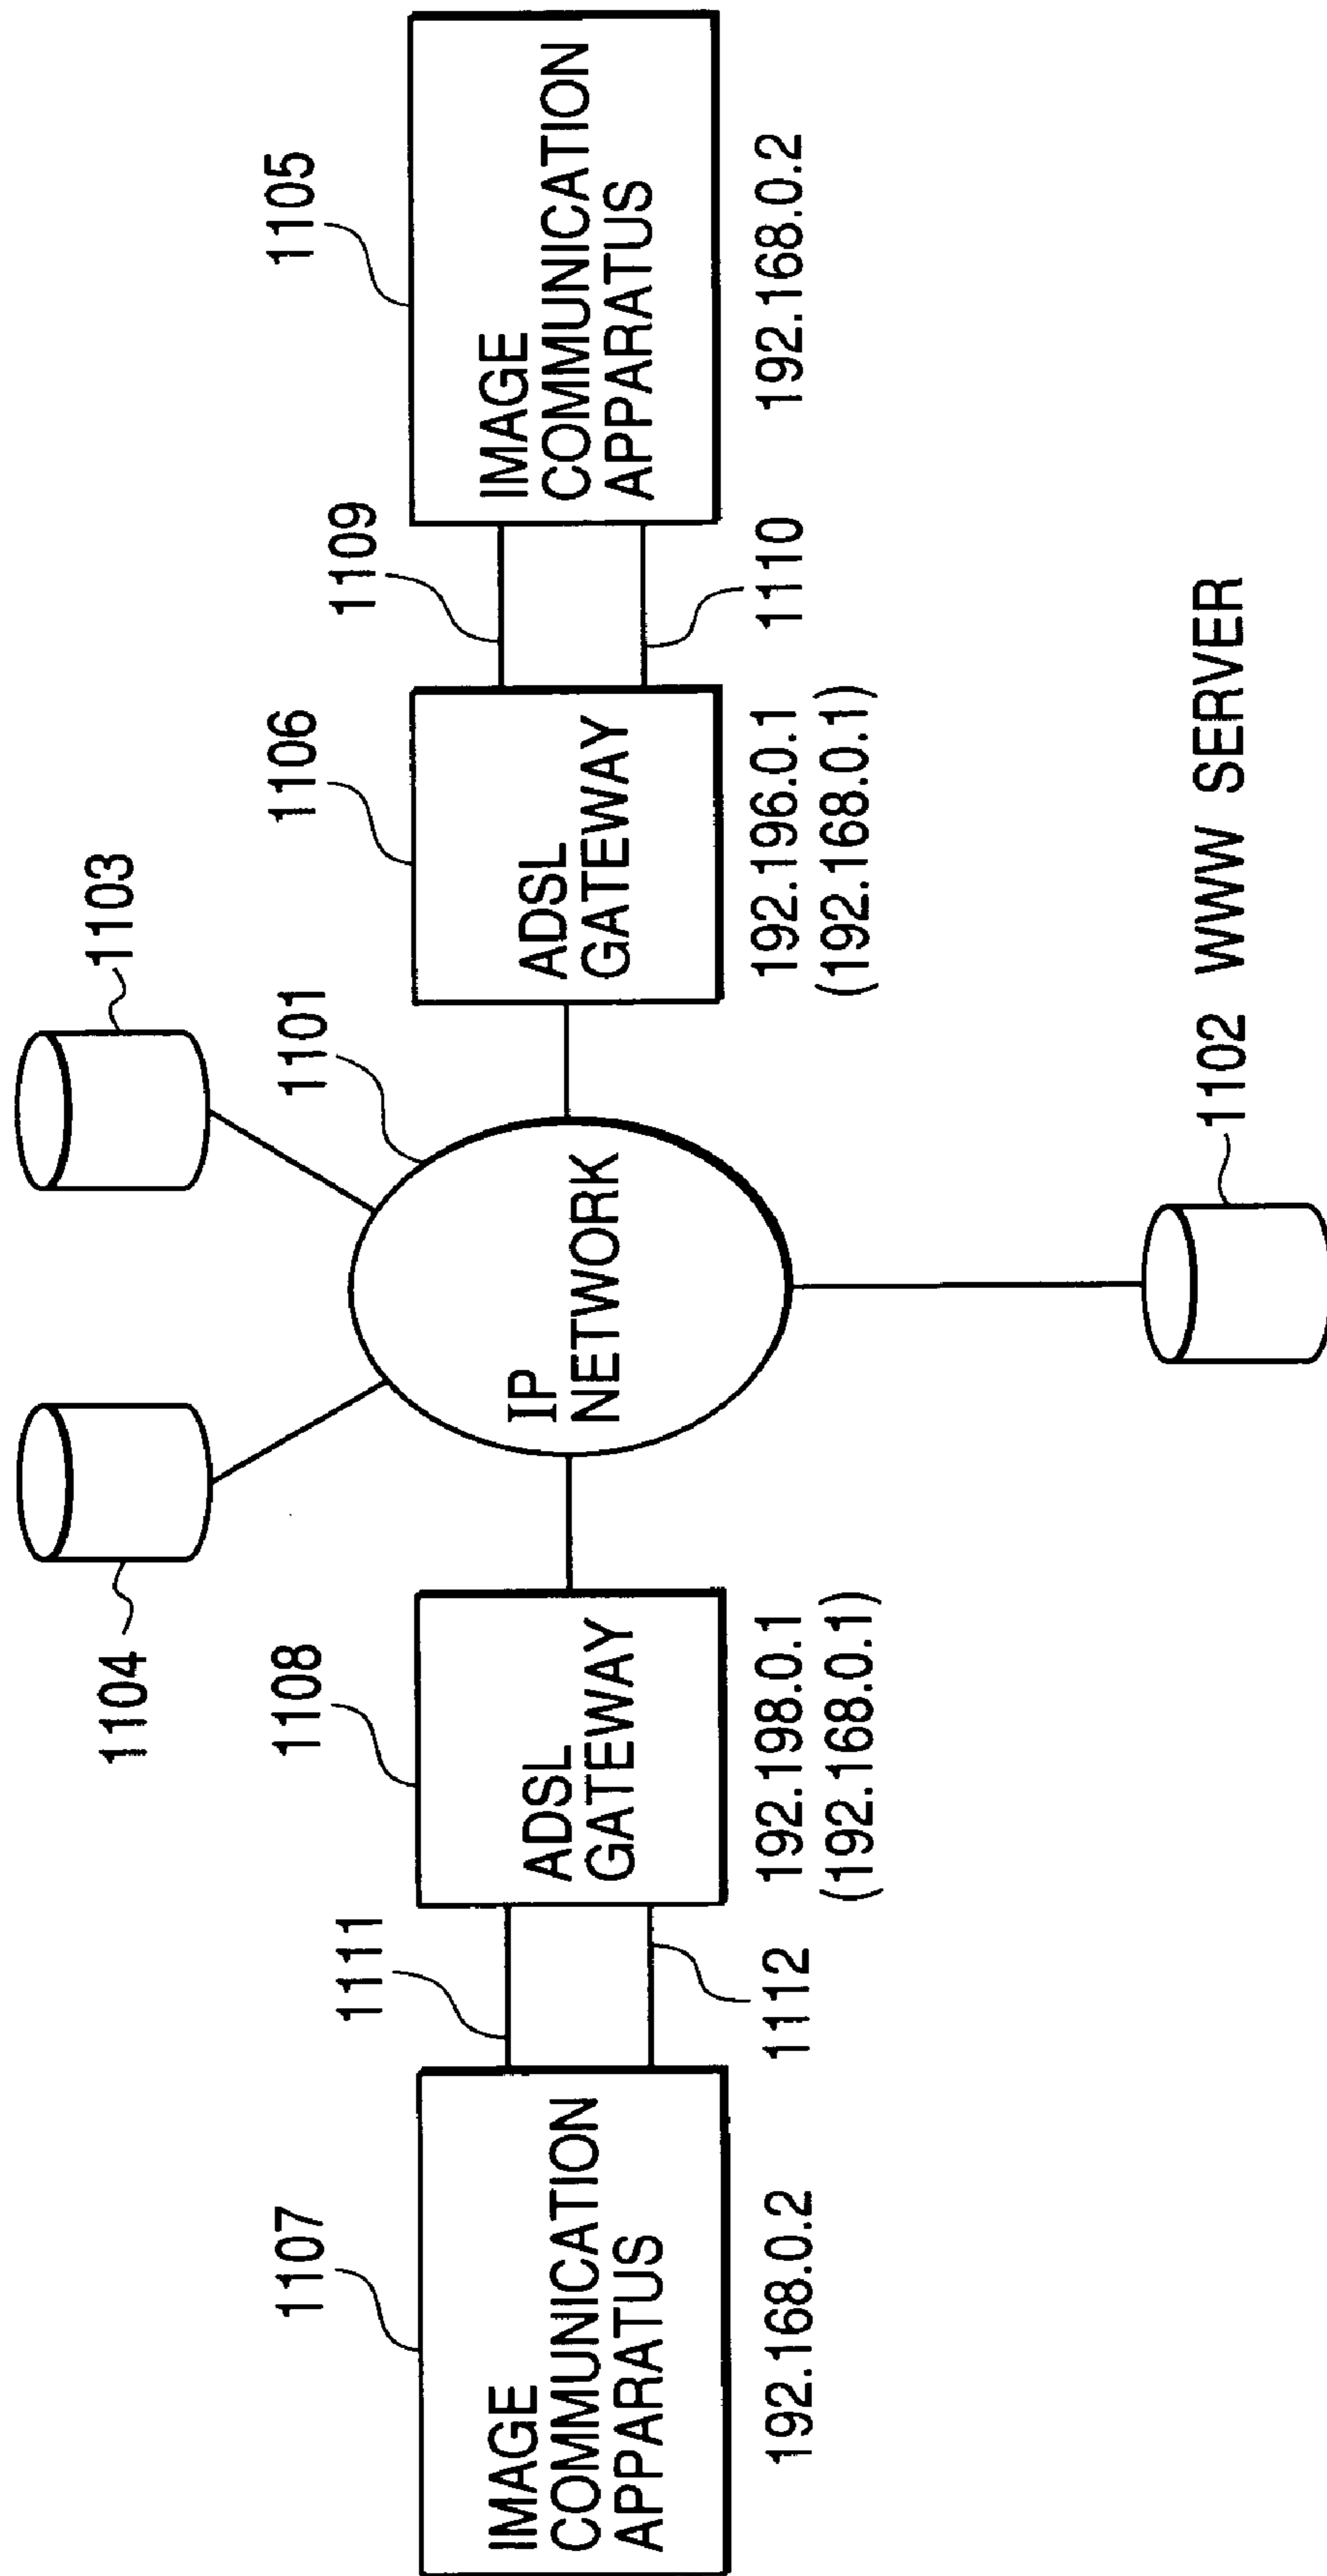 1104
1103
1107
1111
1108
1101
1106
1109
1105
IMAGE
COMMUNICATION
APPARATUS
ADSL
GATEWAY
IP
NETWORK
ADSL
GATEWAY
IMAGE
COMMUNICATION
APPARATUS
192.168.0.2
1112
192.198.0.1
(192.168.0.1)
192.196.0.1
(192.168.0.1)
1110
192.168.0.2
1102 WWW SERVER